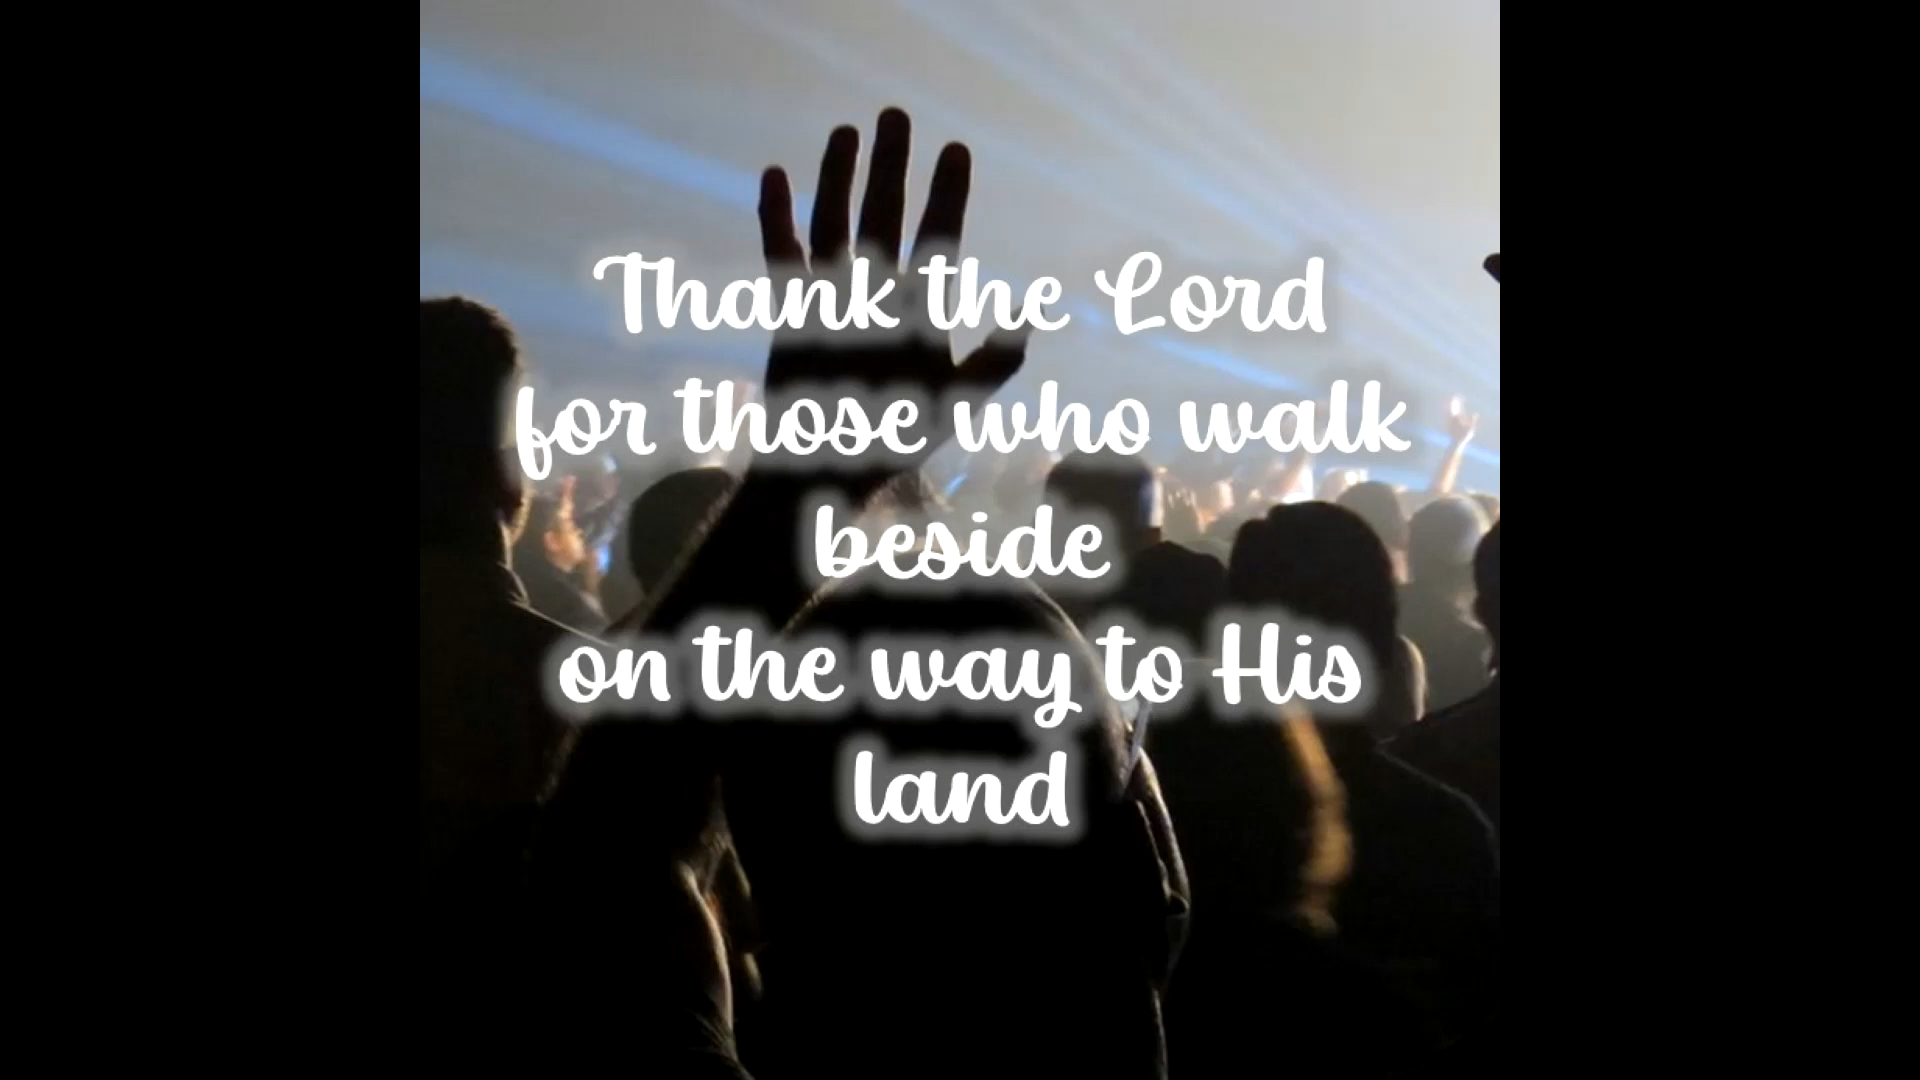 Thank the Lord
for those who walk
beside
on the way to His
land